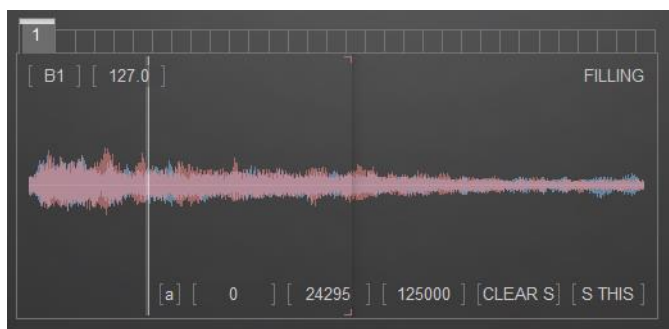 1
[ B1 ] [ 127.0 ] FILLING
[a] [ 0 ] [ 24295 ] [ 125000 ] [CLEAR S] [ S THIS ]